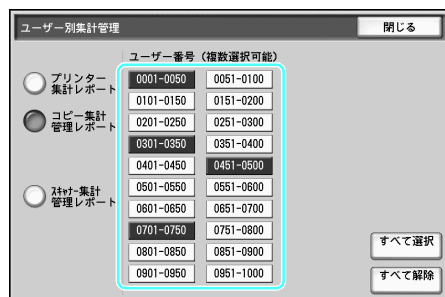 ユーザー別集計管理
閉じる
ユーザー番号（複数選択可能）
プリンター
集計レポート
コピー集計
管理レポート
ｽｷｬﾅｰ集計
管理レポート
0001-0050 0051-0100
0101-0150 0151-0200
0201-0250 0251-0300
0301-0350 0351-0400
0401-0450 0451-0500
0501-0550 0551-0600
0601-0650 0651-0700
0701-0750 0751-0800
0801-0850 0851-0900
0901-0950 0951-1000
すべて選択
すべて解除